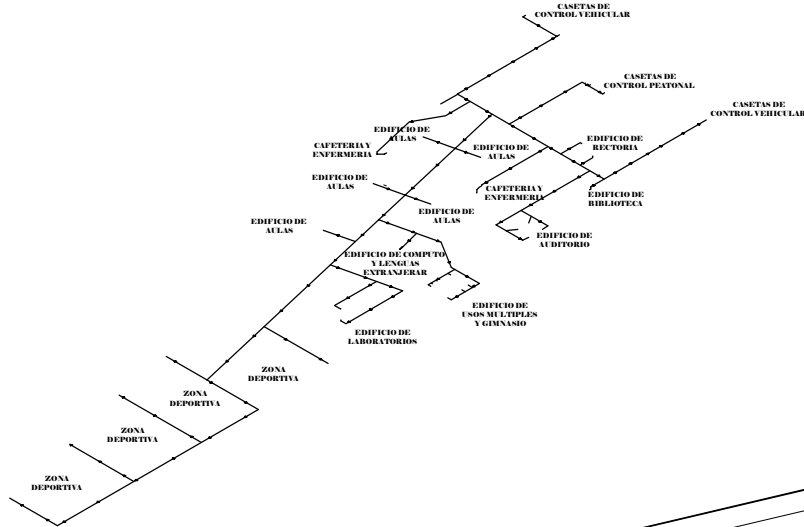 CASETAS DE
CONTROL VEHICULAR
CASETAS DE
CONTROL PEATONAL
CASETAS DE
CONTROL VEHICULAR
EDIFICIO DE
AULAS
CAFETERIA Y
ENFERMERIA
EDIFICIO DE
AULAS
EDIFICIO DE
RECTORIA
EDIFICIO DE
AULAS
CAFETERIA Y
ENFERMERIA
EDIFICIO DE
BIBLIOTECA
EDIFICIO DE
AULAS
EDIFICIO DE
AULAS
EDIFICIO DE
AUDITORIO
EDIFICIO DE COMPUTO
Y LENGUAS
EXTRANJERAR
EDIFICIO DE
USOS MULTIPLES
Y GIMNASIO
EDIFICIO DE
LABORATORIOS
ZONA
DEPORTIVA
ZONA
DEPORTIVA
ZONA
DEPORTIVA
ZONA
DEPORTIVA